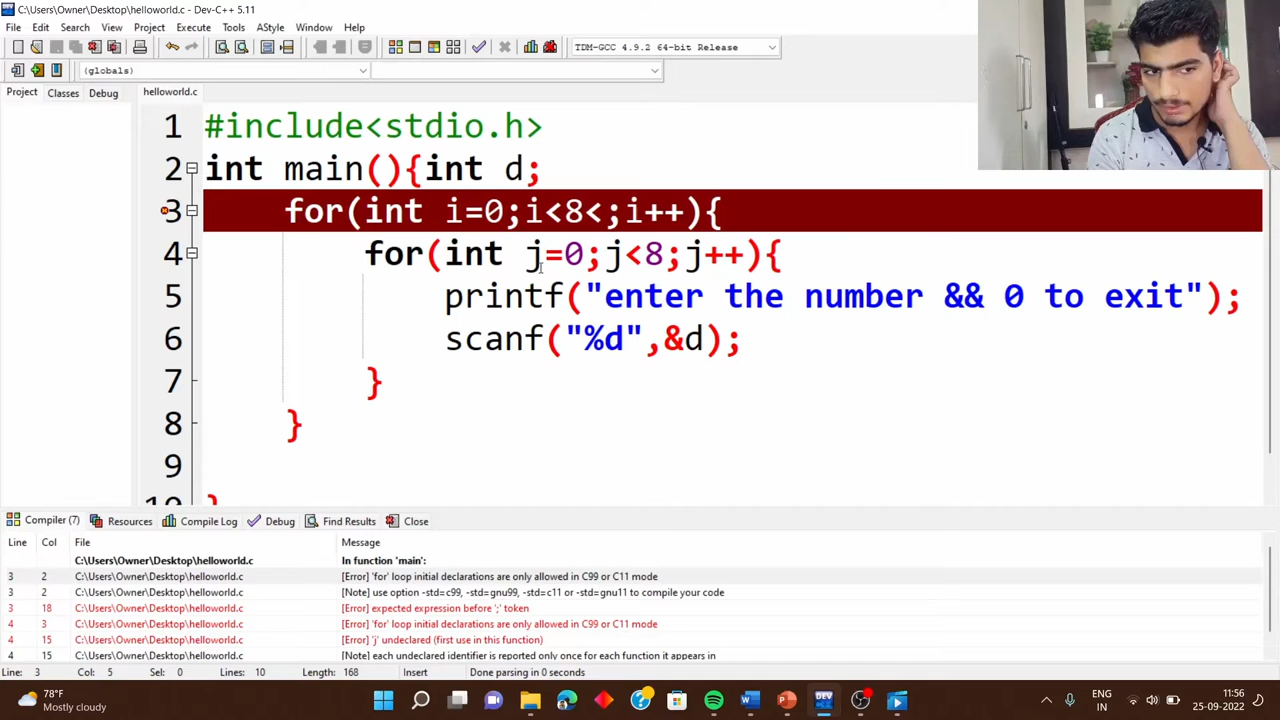 C:\Users\Owner\Desktop\helloworld.c - Dev-C++ 5.11
File Edit Search View Project Execute Tools AStyle Window Help
TDM-GCC 4.9.2 64-bit Release
(globals)
Project Classes Debug helloworld.c
1 #include<stdio.h>
2 int main(){int d;
3 for(int i=0;i<8<;i++){
4 for(int j=0;j<8;j++){
5 printf("enter the number && 0 to exit");
6 scanf("%d",&d);
7 }
8 }
9
10 }
Compiler (7) Resources Compile Log Debug Find Results Close
Line Col File Message
C:\Users\Owner\Desktop\helloworld.c In function 'main':
3 2 C:\Users\Owner\Desktop\helloworld.c [Error] 'for' loop initial declarations are only allowed in C99 or C11 mode
3 2 C:\Users\Owner\Desktop\helloworld.c [Note] use option -std=c99, -std=gnu99, -std=c11 or -std=gnu11 to compile your code
3 18 C:\Users\Owner\Desktop\helloworld.c [Error] expected expression before ';' token
4 3 C:\Users\Owner\Desktop\helloworld.c [Error] 'for' loop initial declarations are only allowed in C99 or C11 mode
4 15 C:\Users\Owner\Desktop\helloworld.c [Error] 'j' undeclared (first use in this function)
4 15 C:\Users\Owner\Desktop\helloworld.c [Note] each undeclared identifier is reported only once for each function it appears in
Line: 3 Col: 5 Sel: 0 Lines: 10 Length: 168 Insert Done parsing in 0 seconds
78°F
Mostly cloudy
DEV
ENG
IN
11:56
25-09-2022